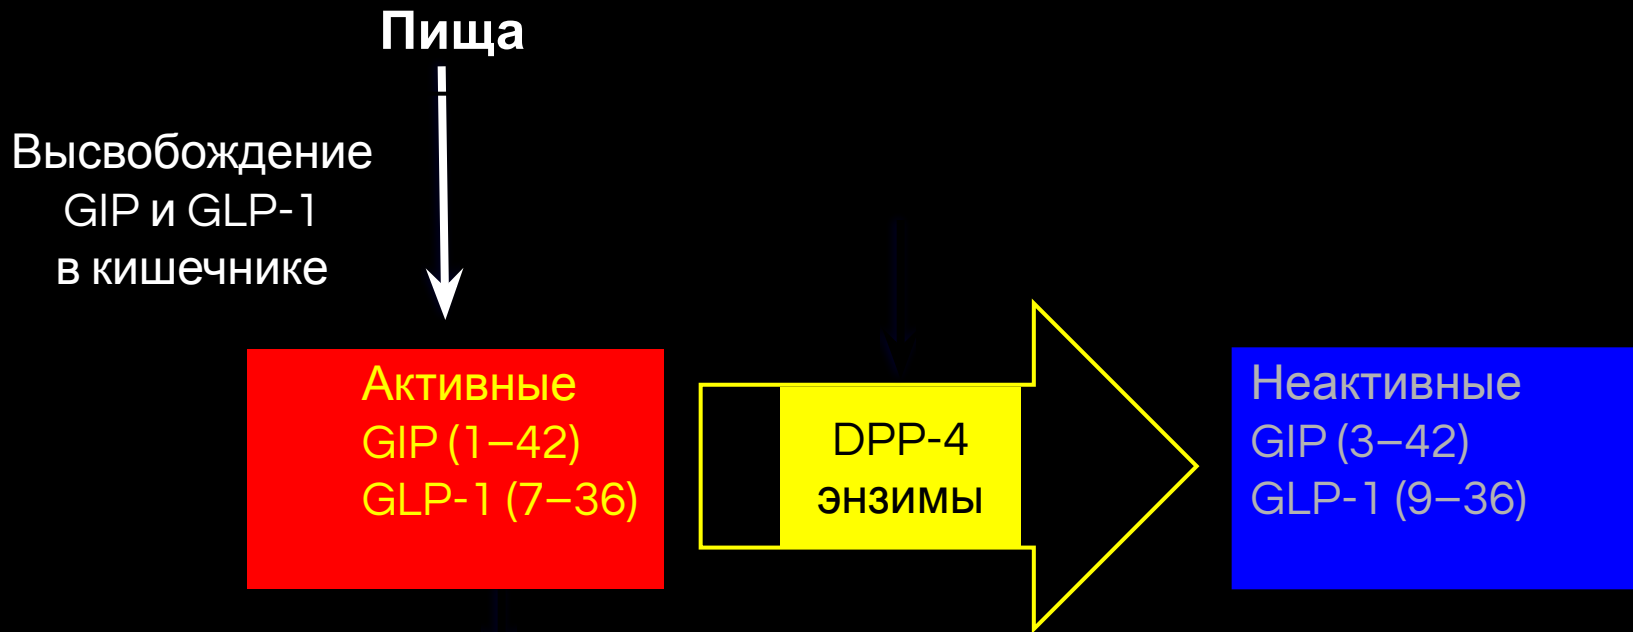 Пища
Высвобождение
GIP и GLP-1
в кишечнике
Активные
GIP (1–42)
GLP-1 (7–36)
DPP-4
энзимы
Неактивные
GIP (3–42)
GLP-1 (9–36)